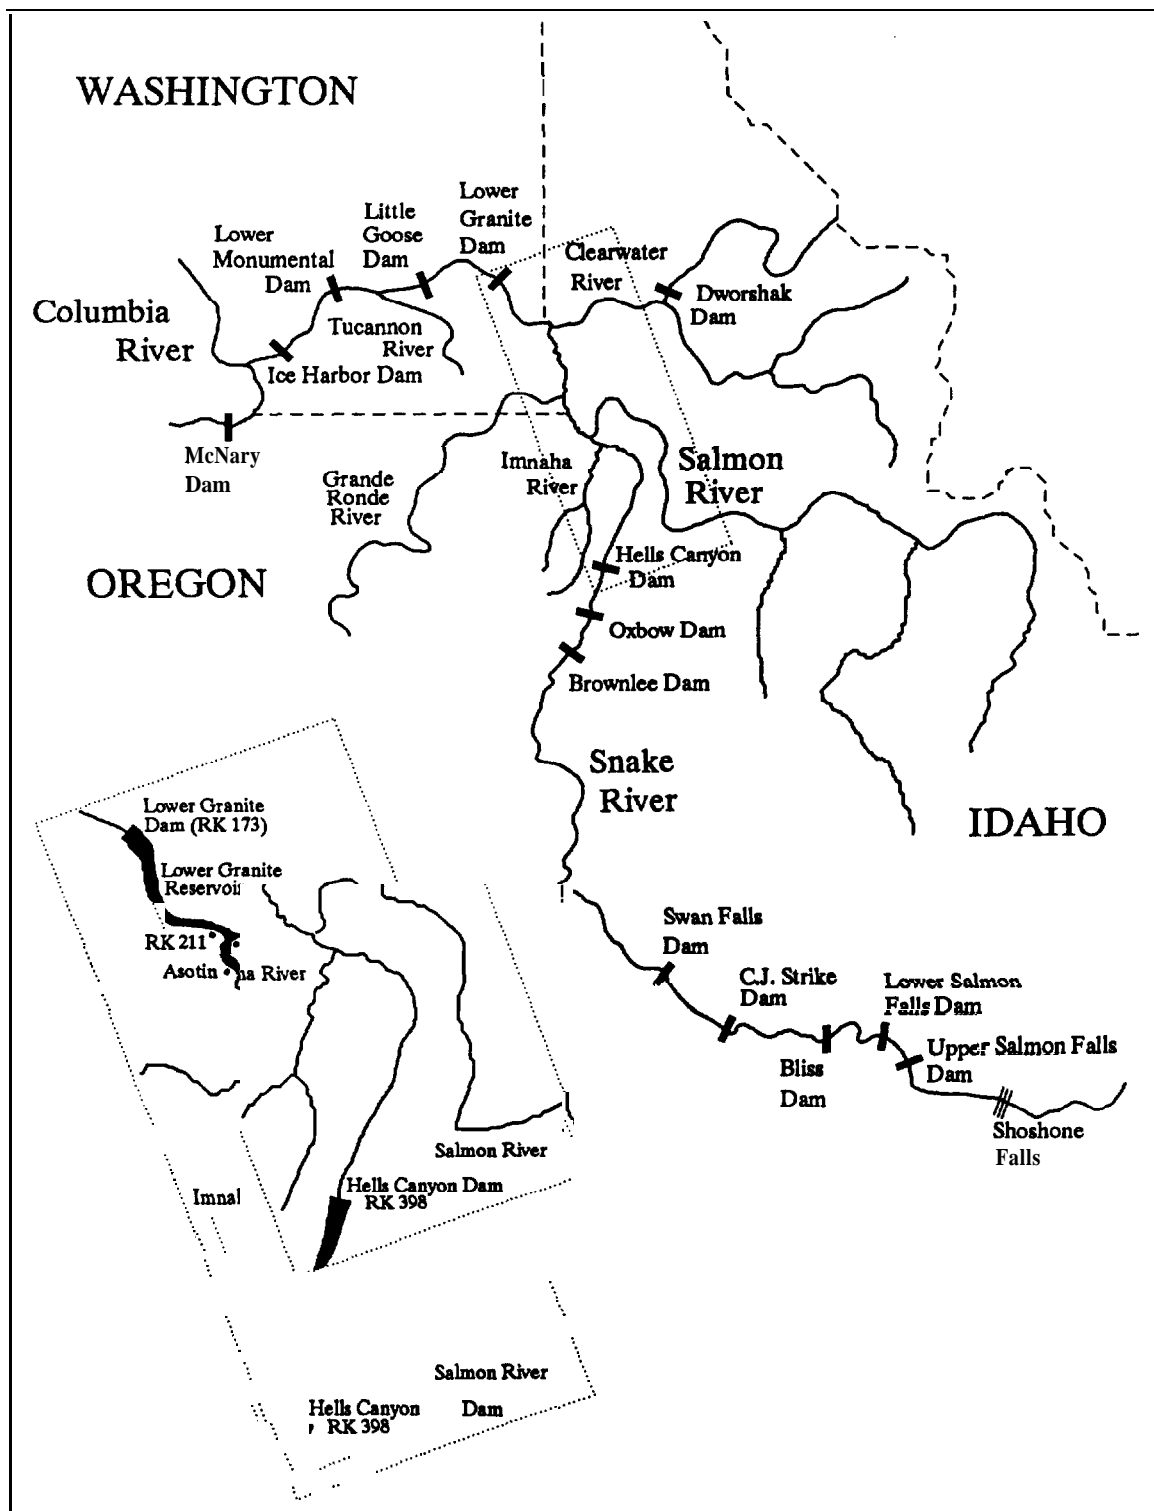 WASHINGTON
Lower
Granite
Dam
Little
Goose
Dam
Lower
Monumental
Dam
Clearwater
River
Dworshak
Dam
Columbia
River
Tucannon
River
Ice Harbor Dam
McNary
Dam
Imnaha
River
Salmon
River
Grande
Ronde
River
OREGON
Hells Canyon
Dam
Oxbow Dam
Brownlee Dam
Snake
River
IDAHO
Lower Granite
Dam (RK 173)
Lower Granite
Reservoir
RK 211
Asotin
na River
Swan Falls
Dam
C.J. Strike
Dam
Lower Salmon
Falls Dam
Bliss
Dam
Upper Salmon Falls
Dam
Shoshone
Falls
Salmon River
Hells Canyon Dam
RK 398
Imnal
Salmon River
Hells Canyon Dam
RK 398